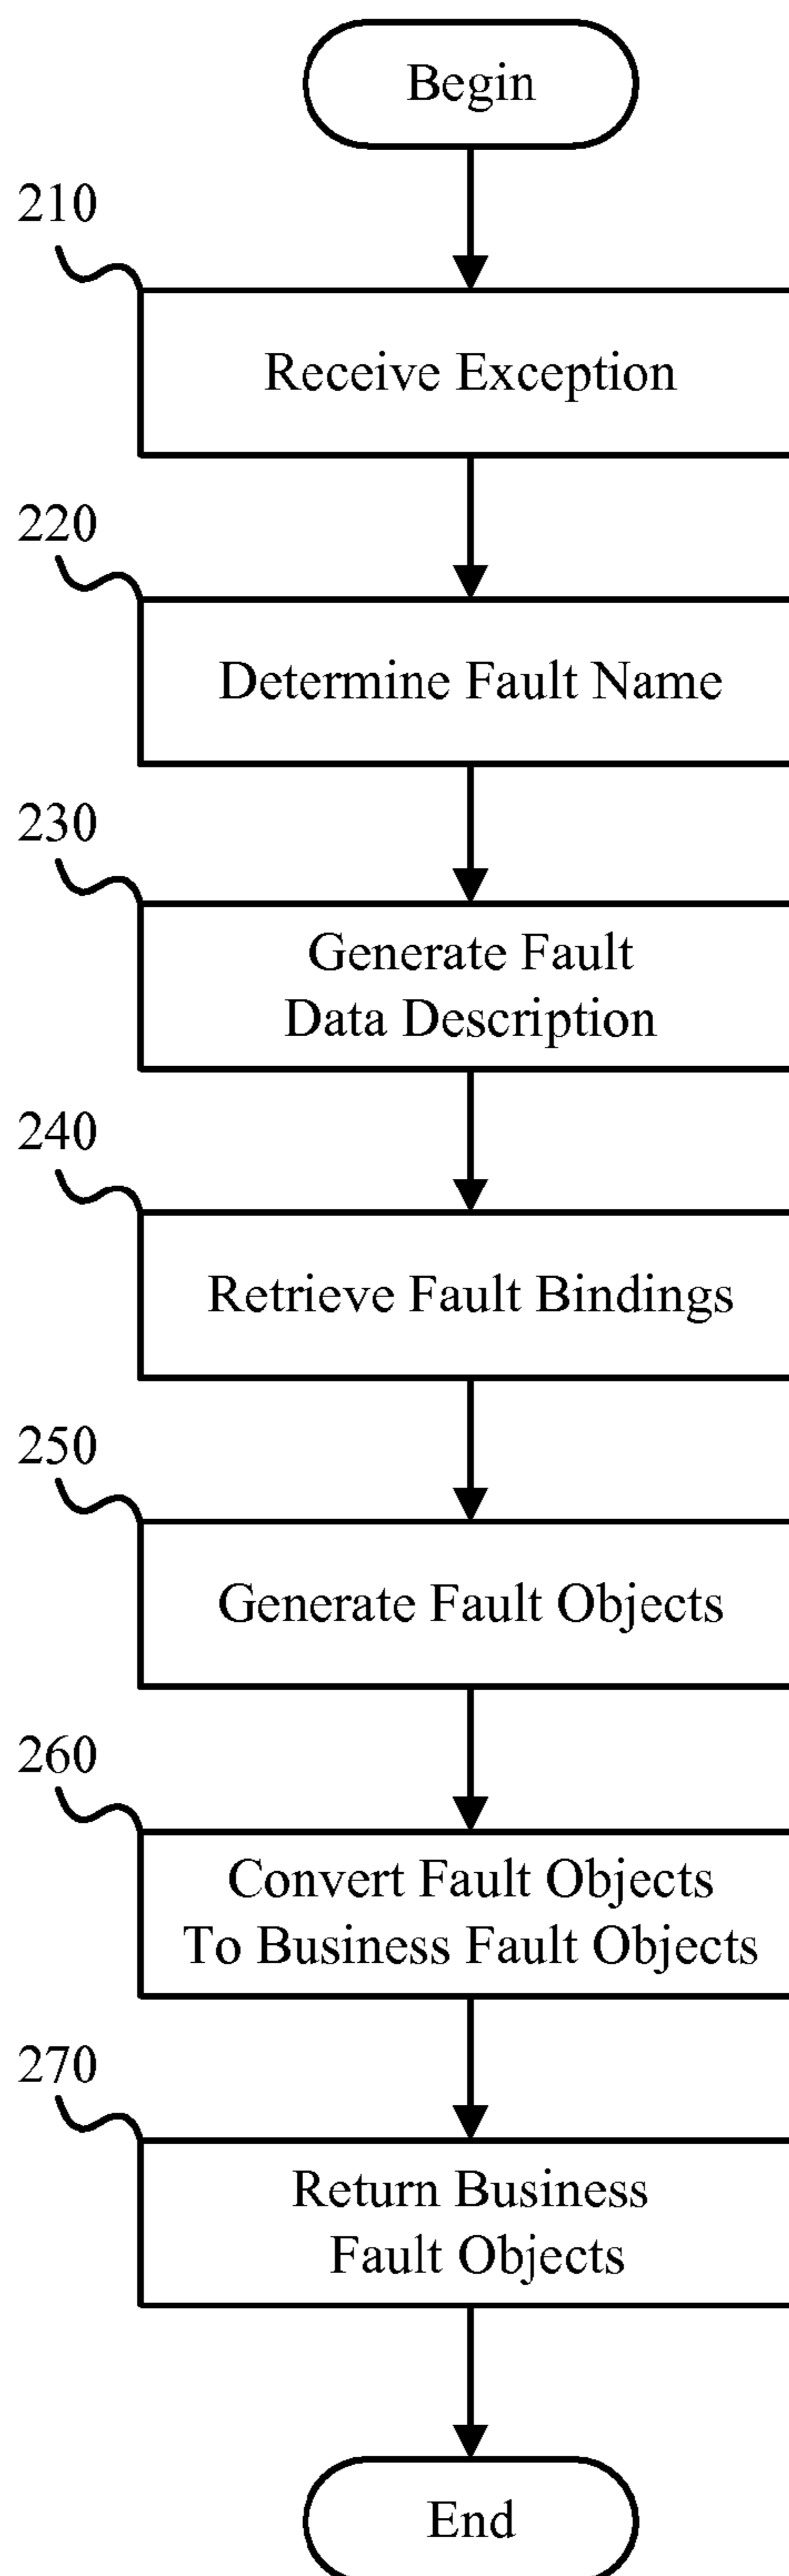 Begin
210
Receive Exception
220
Determine Fault Name
230
Generate Fault
Data Description
240
Retrieve Fault Bindings
250
Generate Fault Objects
260
Convert Fault Objects
To Business Fault Objects
270
Return Business
Fault Objects
End